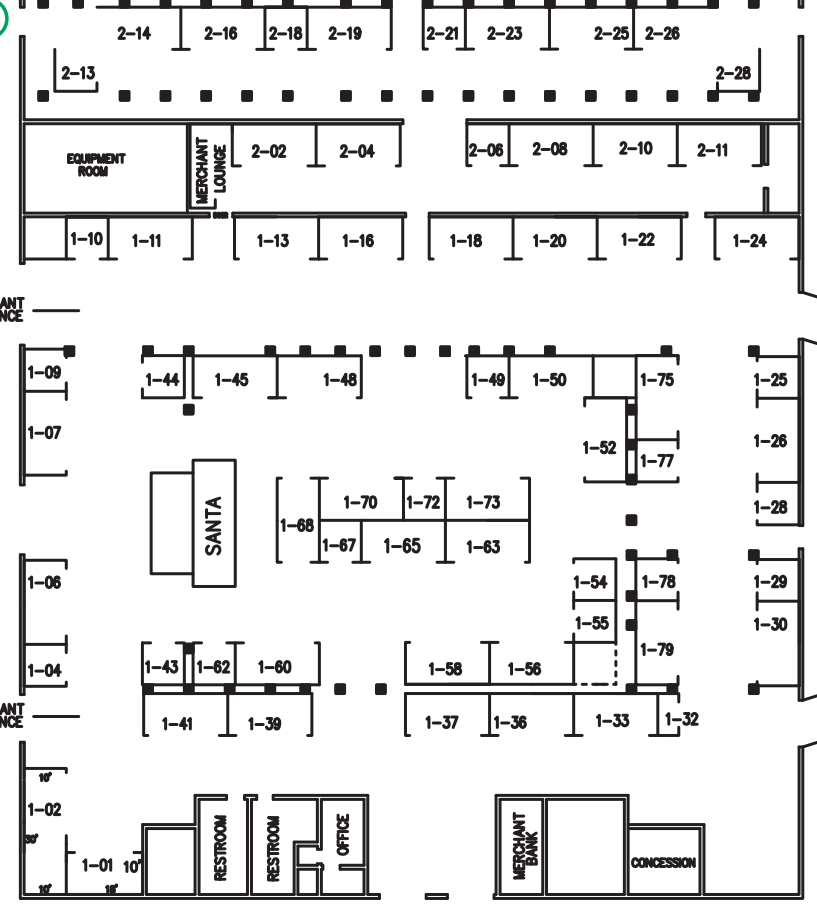 2-14 2-16 2-18 2-19 2-21 2-23 2-25 2-26
2-13 2-28
EQUIPMENT
ROOM
MERCHANT
LOUNGE
2-02 2-04 2-06 2-08 2-10 2-11
1-10 1-11 1-13 1-16 1-18 1-20 1-22 1-24
ANT
NCE
1-09 1-44 1-45 1-48 1-49 1-50 1-75 1-25
1-07 1-52 1-77 1-26
1-70 1-72 1-73 1-28
SANTA
1-68 1-67 1-65 1-63
1-06 1-54 1-78 1-29
1-55 1-30
1-04 1-43 1-62 1-60 1-58 1-56 1-79
ANT
NCE
1-41 1-39 1-37 1-36 1-33 1-32
10'
1-02
30'
1-01 10'
10' 15'
RESTROOM
RESTROOM
OFFICE
MERCHANT
BANK
CONCESSION